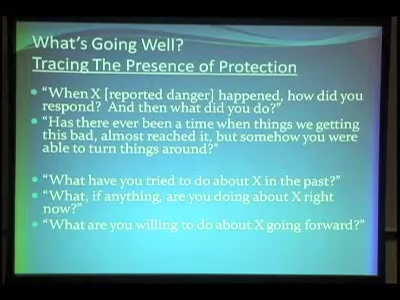 What's Going Well?
Tracing The Presence of Protection
• "When X [reported danger] happened, how did you
respond? And then what did you do?"
• "Has there ever been a time when things we getting
this bad, almost reached it, but somehow you were
able to turn things around?"
• "What have you tried to do about X in the past?"
• "What, if anything, are you doing about X right
now?"
• "What are you willing to do about X going forward?"